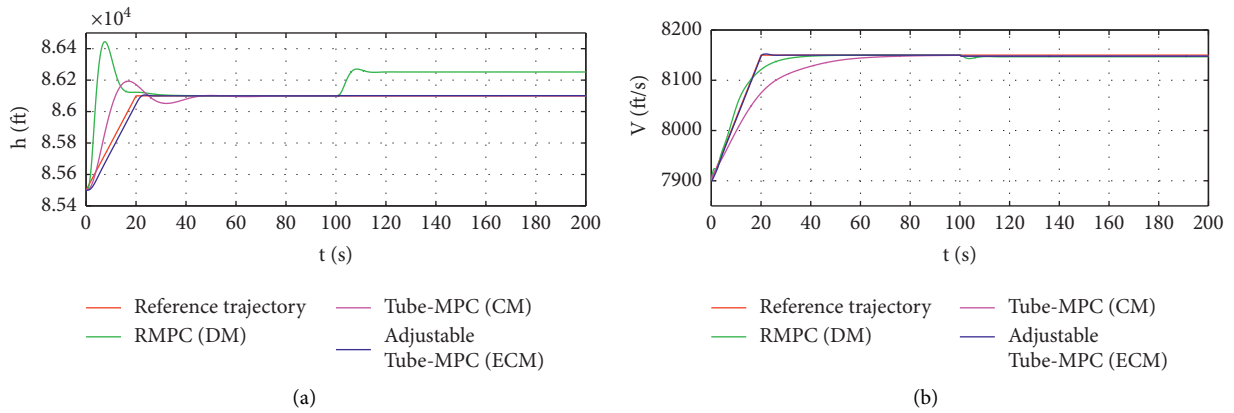 ×10⁴
8.64
8.62
8.6
8.58
8.56
8.54
h (ft)
0 20 40 60 80 100 120 140 160 180 200
t (s)
Reference trajectory
RMPC (DM)
Tube-MPC (CM)
Adjustable
Tube-MPC (ECM)
(a)
8200
8100
8000
7900
V (ft/s)
0 20 40 60 80 100 120 140 160 180 200
t (s)
Reference trajectory
RMPC (DM)
Tube-MPC (CM)
Adjustable
Tube-MPC (ECM)
(b)